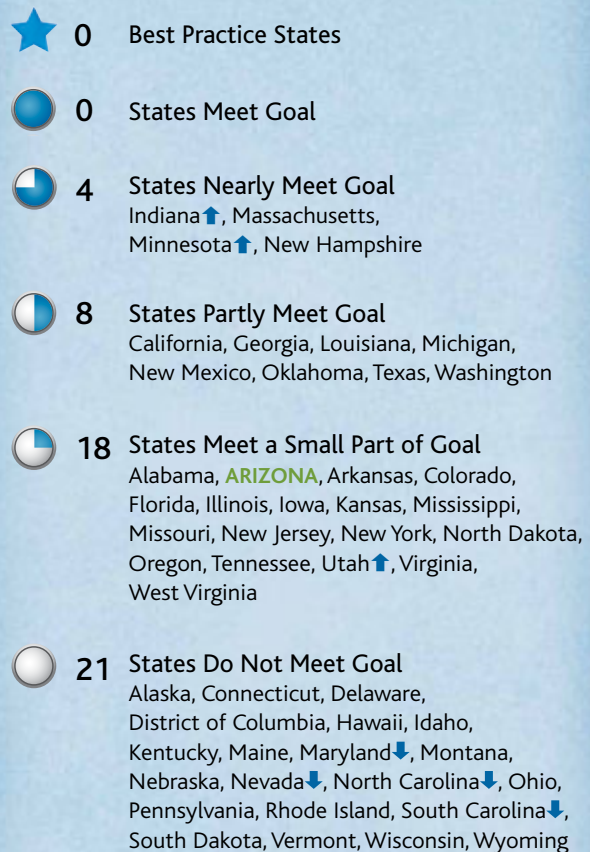 0 Best Practice States
0 States Meet Goal
4 States Nearly Meet Goal
Indiana⬆, Massachusetts,
Minnesota⬆, New Hampshire
8 States Partly Meet Goal
California, Georgia, Louisiana, Michigan,
New Mexico, Oklahoma, Texas, Washington
18 States Meet a Small Part of Goal
Alabama, ARIZONA, Arkansas, Colorado,
Florida, Illinois, Iowa, Kansas, Mississippi,
Missouri, New Jersey, New York, North Dakota,
Oregon, Tennessee, Utah⬆, Virginia,
West Virginia
21 States Do Not Meet Goal
Alaska, Connecticut, Delaware,
District of Columbia, Hawaii, Idaho,
Kentucky, Maine, Maryland⬇, Montana,
Nebraska, Nevada⬇, North Carolina⬇, Ohio,
Pennsylvania, Rhode Island, South Carolina⬇,
South Dakota, Vermont, Wisconsin, Wyoming